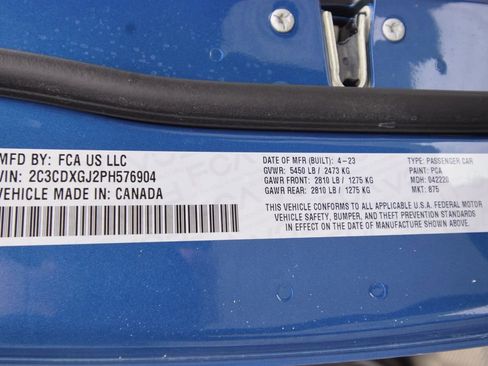 MFD BY: FCA US LLC
VIN: 2C3CDXGJ2PH576904
VEHICLE MADE IN: CANADA
DATE OF MFR: 4-23
GVWR: 5450 LB / 2473 KG
GAWR FRONT: 2810 LB / 1275 KG
GAWR REAR: 2810 LB / 1275 KG
TYPE: PASSENGER CAR
PAINT: PCA
MDH: 042220
MKT: 875
THIS VEHICLE CONFORMS TO ALL APPLICABLE U.S.A. FEDERAL MOTOR
VEHICLE SAFETY, BUMPER, AND THEFT PREVENTION STANDARDS
IN EFFECT ON THE DATE OF MANUFACTURE SHOWN ABOVE.